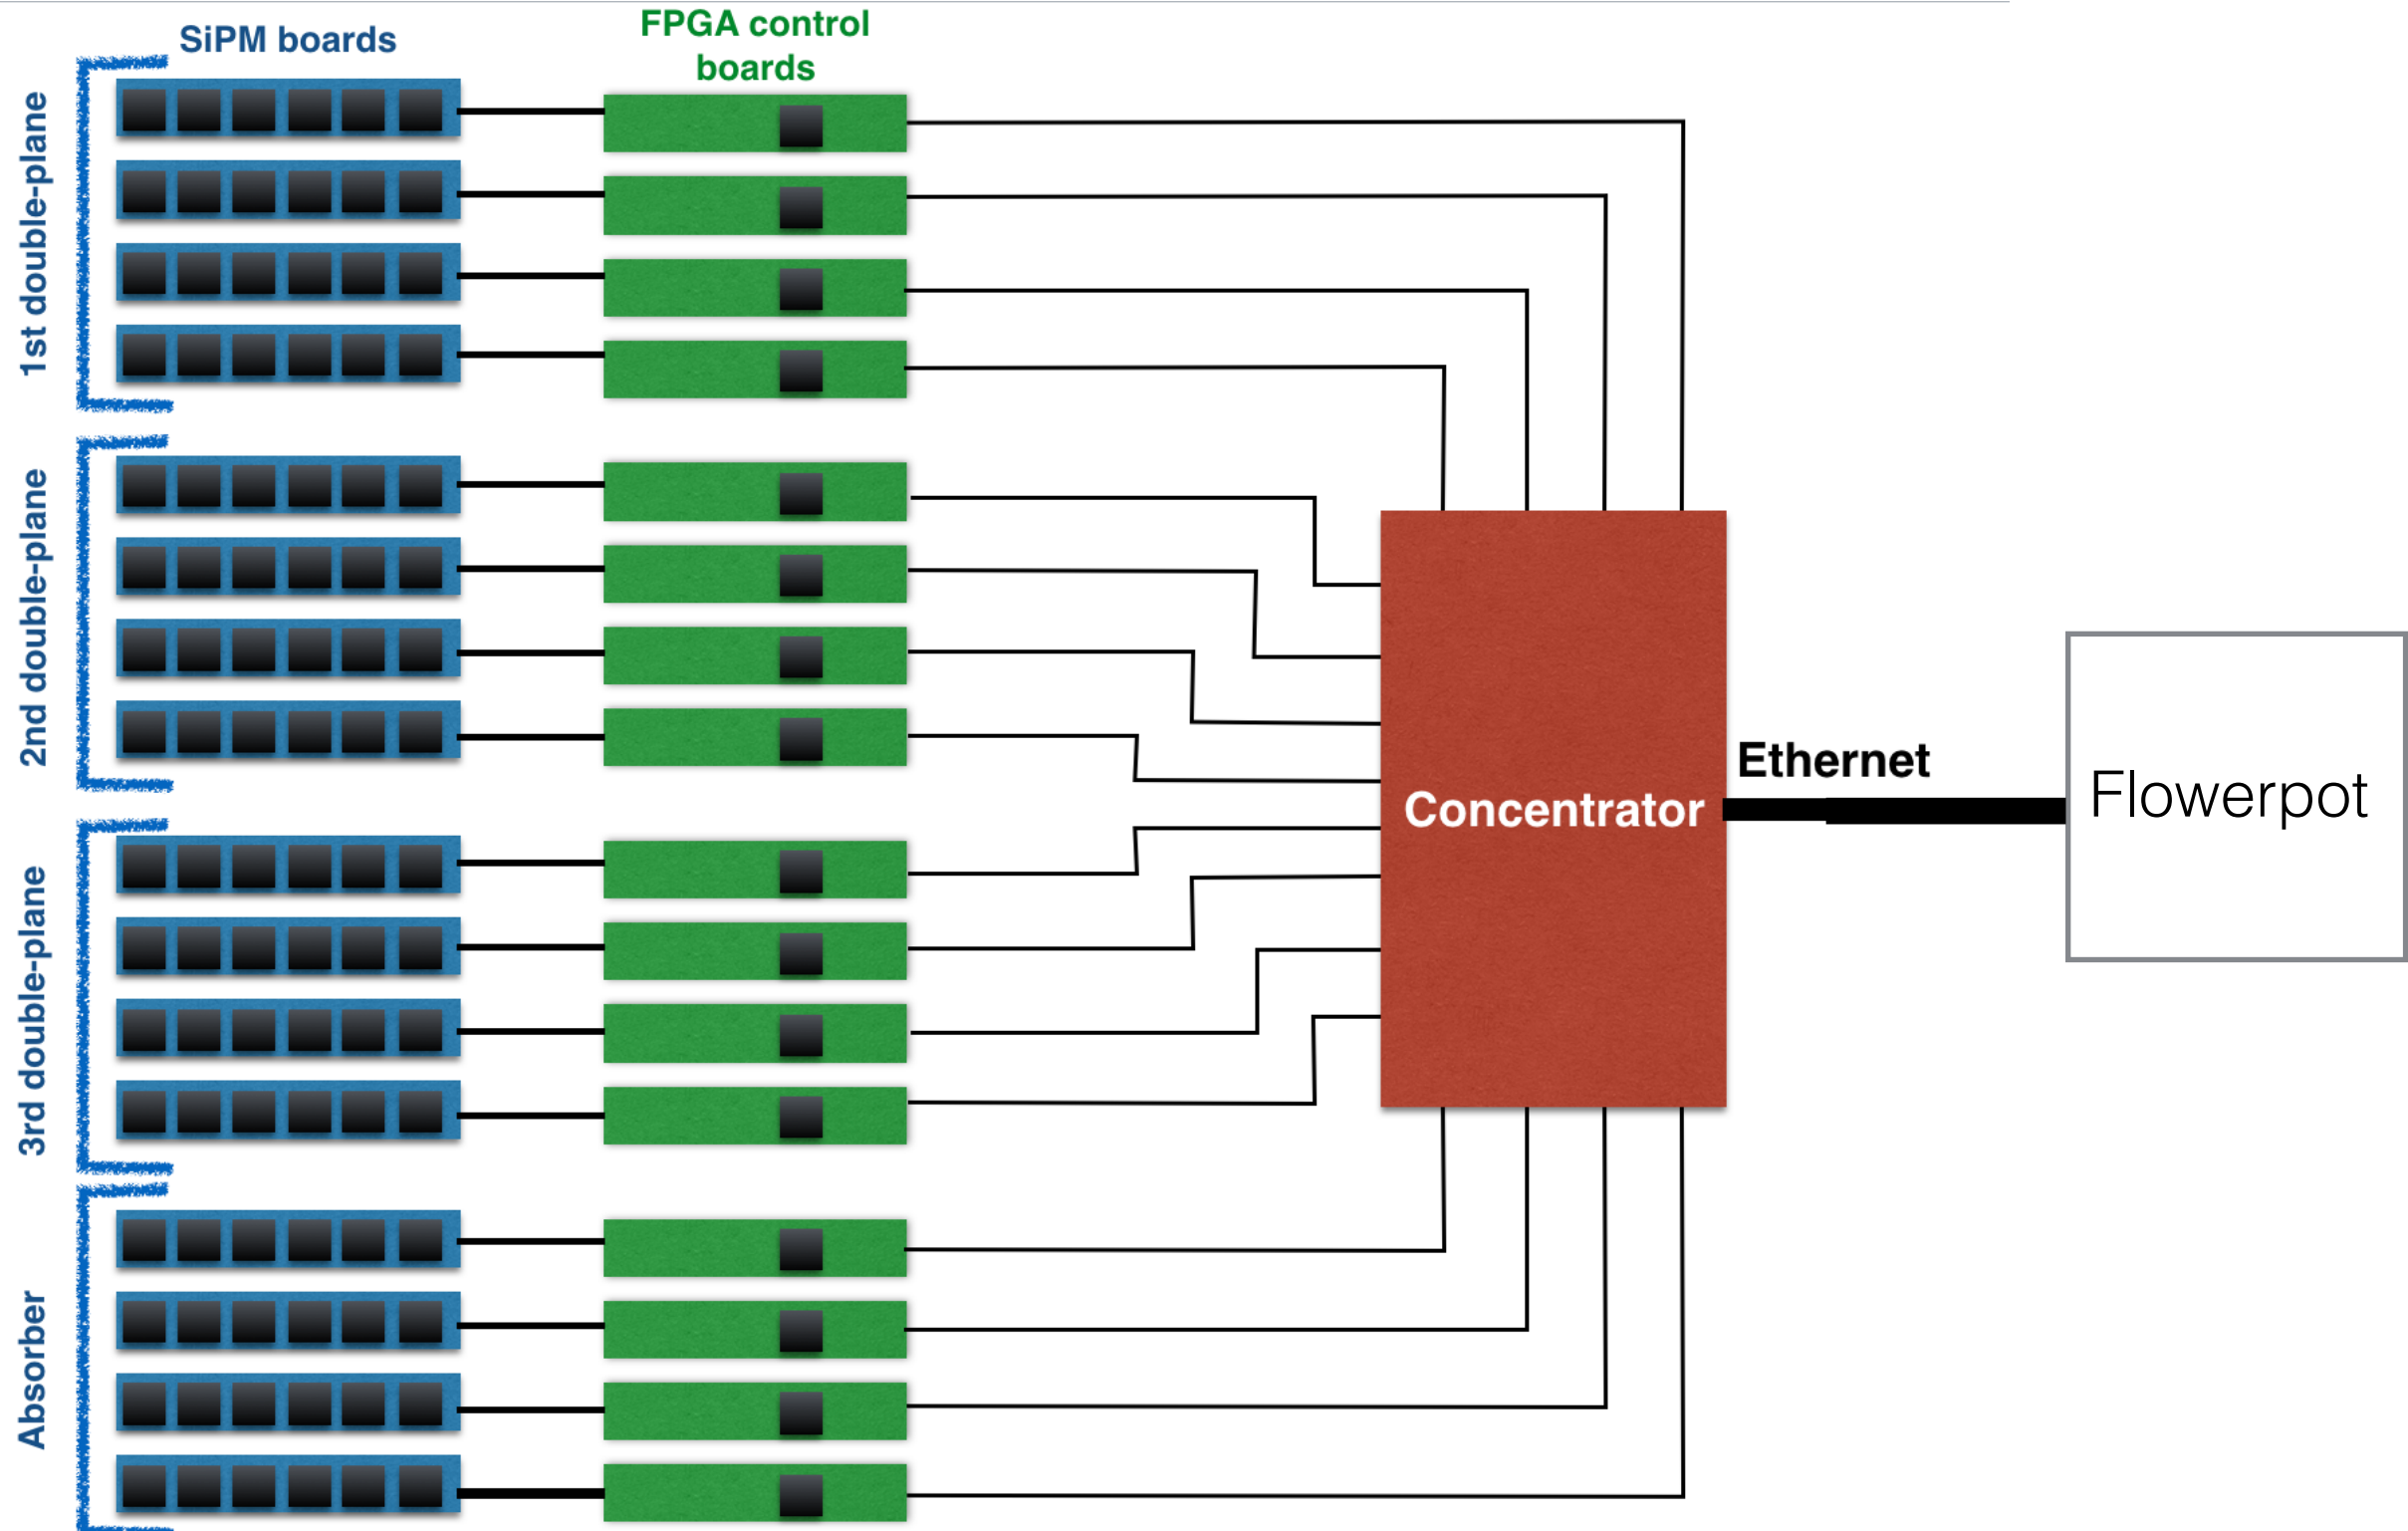 SiPM boards
FPGA control
boards
1st double-plane
2nd double-plane
3rd double-plane
Absorber
Concentrator
Ethernet
Flowerpot